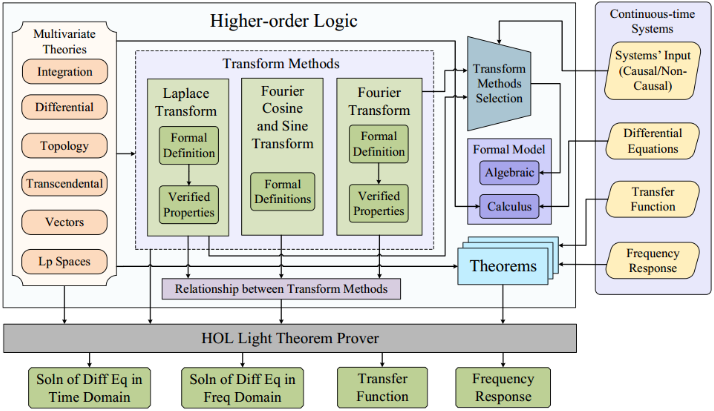 Higher-order Logic
Multivariate
Theories
Integration
Differential
Topology
Transcendental
Vectors
Lp Spaces
Transform Methods
Laplace
Transform
Formal
Definition
Verified
Properties
Fourier
Cosine
and Sine
Transform
Formal
Definitions
Fourier
Transform
Formal
Definition
Verified
Properties
Transform
Methods
Selection
Formal Model
Algebraic
Calculus
Theorems
Relationship between Transform Methods
Continuous-time
Systems
Systems' Input
(Causal/Non-
Causal)
Differential
Equations
Transfer
Function
Frequency
Response
HOL Light Theorem Prover
Soln of Diff Eq in
Time Domain
Soln of Diff Eq in
Freq Domain
Transfer
Function
Frequency
Response